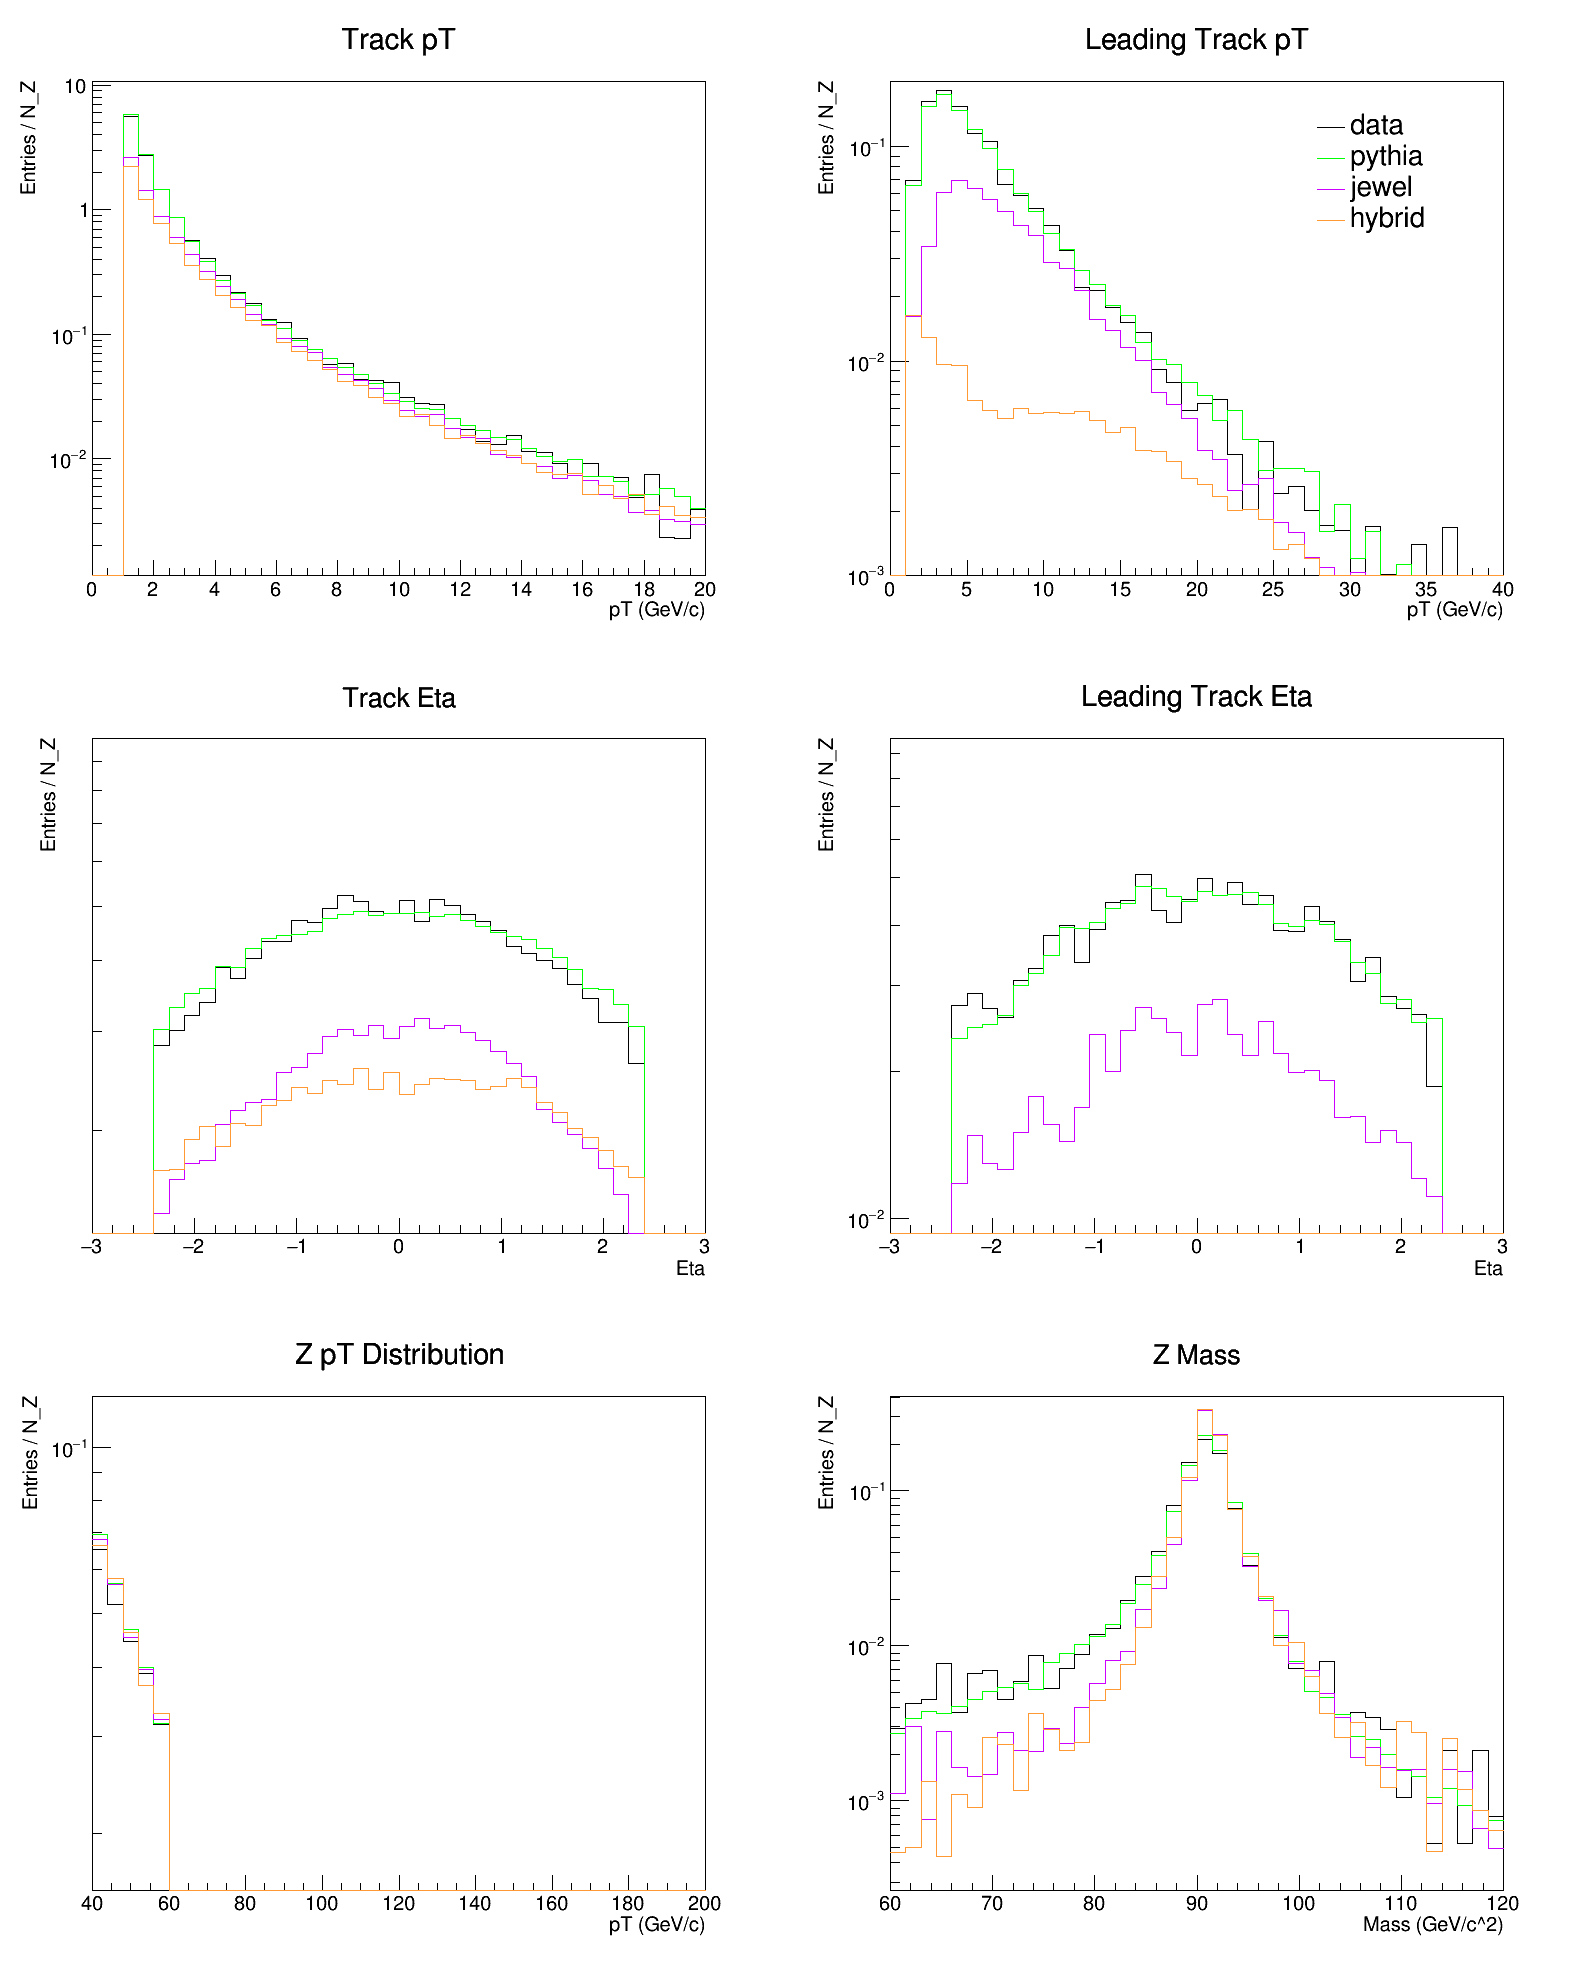 Track pT
Entries / N_Z
10
1
10−1
10−2
0 2 4 6 8 10 12 14 16 18 20
pT (GeV/c)
Leading Track pT
Entries / N_Z
data
pythia
jewel
hybrid
10−1
10−2
10−3
0 5 10 15 20 25 30 35 40
pT (GeV/c)
Track Eta
Entries / N_Z
−3 −2 −1 0 1 2 3
Eta
Leading Track Eta
Entries / N_Z
10−2
−3 −2 −1 0 1 2 3
Eta
Z pT Distribution
Entries / N_Z
10−1
40 60 80 100 120 140 160 180 200
pT (GeV/c)
Z Mass
Entries / N_Z
10−1
10−2
10−3
60 70 80 90 100 110 120
Mass (GeV/c^2)